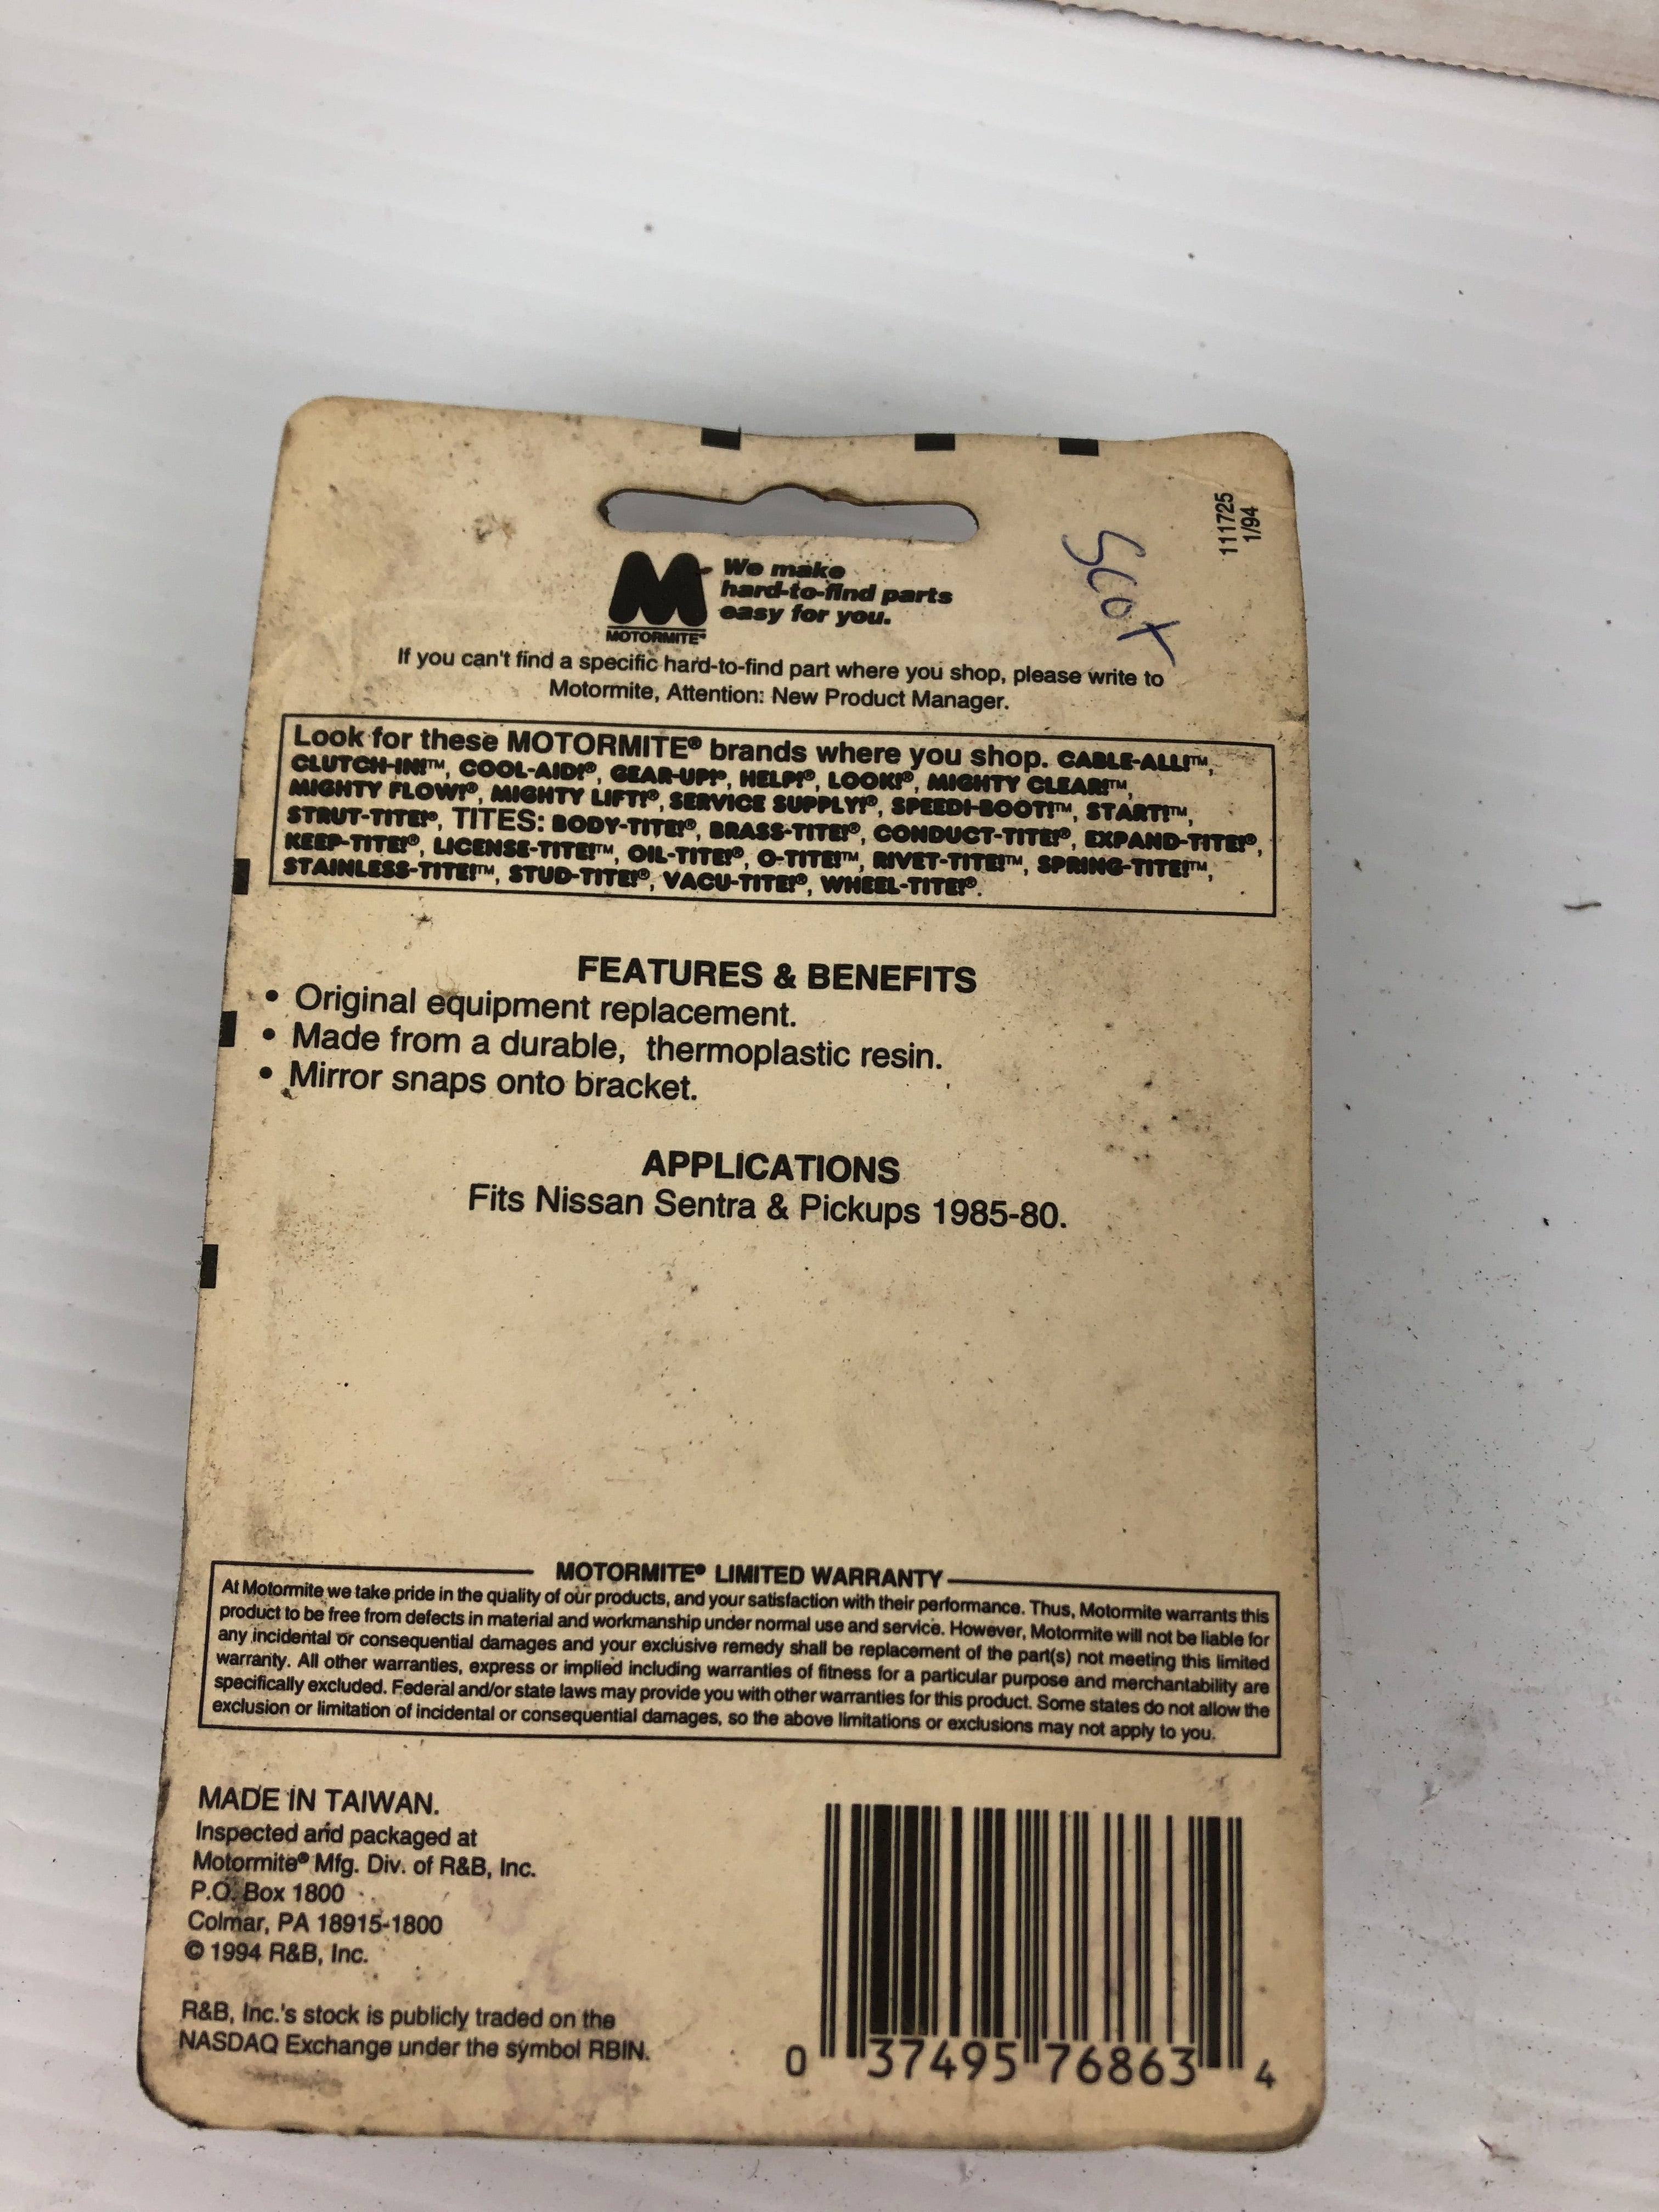 111725
1/94
Scot
We make
hard-to-find parts
easy for you.
MOTORMITE®
If you can't find a specific hard-to-find part where you shop, please write to
Motormite, Attention: New Product Manager.
Look for these MOTORMITE® brands where you shop. CABLE-ALL!™,
CLUTCH-IN!™, COOL-AID!®, GEAR-UP!®, HELP!®, LOOK!®, MIGHTY CLEAR!™,
MIGHTY FLOW!®, MIGHTY LIFT!®, SERVICE SUPPLY!®, SPEEDI-BOOT!™, START!™,
STRUT-TITE!®, TITES: BODY-TITE!®, BRASS-TITE!®, CONDUCT-TITE!®, EXPAND-TITE!®,
KEEP-TITE!®, LICENSE-TITE!™, OIL-TITE!®, O-TITE!™, RIVET-TITE!™, SPRING-TITE!™,
STAINLESS-TITE!™, STUD-TITE!®, VACU-TITE!®, WHEEL-TITE!®.
FEATURES & BENEFITS
• Original equipment replacement.
• Made from a durable, thermoplastic resin.
• Mirror snaps onto bracket.
APPLICATIONS
Fits Nissan Sentra & Pickups 1985-80.
MOTORMITE® LIMITED WARRANTY
At Motormite we take pride in the quality of our products, and your satisfaction with their performance. Thus, Motormite warrants this
product to be free from defects in material and workmanship under normal use and service. However, Motormite will not be liable for
any incidental or consequential damages and your exclusive remedy shall be replacement of the part(s) not meeting this limited
warranty. All other warranties, express or implied including warranties of fitness for a particular purpose and merchantability are
specifically excluded. Federal and/or state laws may provide you with other warranties for this product. Some states do not allow the
exclusion or limitation of incidental or consequential damages, so the above limitations or exclusions may not apply to you.
MADE IN TAIWAN.
Inspected and packaged at
Motormite® Mfg. Div. of R&B, Inc.
P.O. Box 1800
Colmar, PA 18915-1800
© 1994 R&B, Inc.
R&B, Inc.'s stock is publicly traded on the
NASDAQ Exchange under the symbol RBIN.
0 37495 76863 4